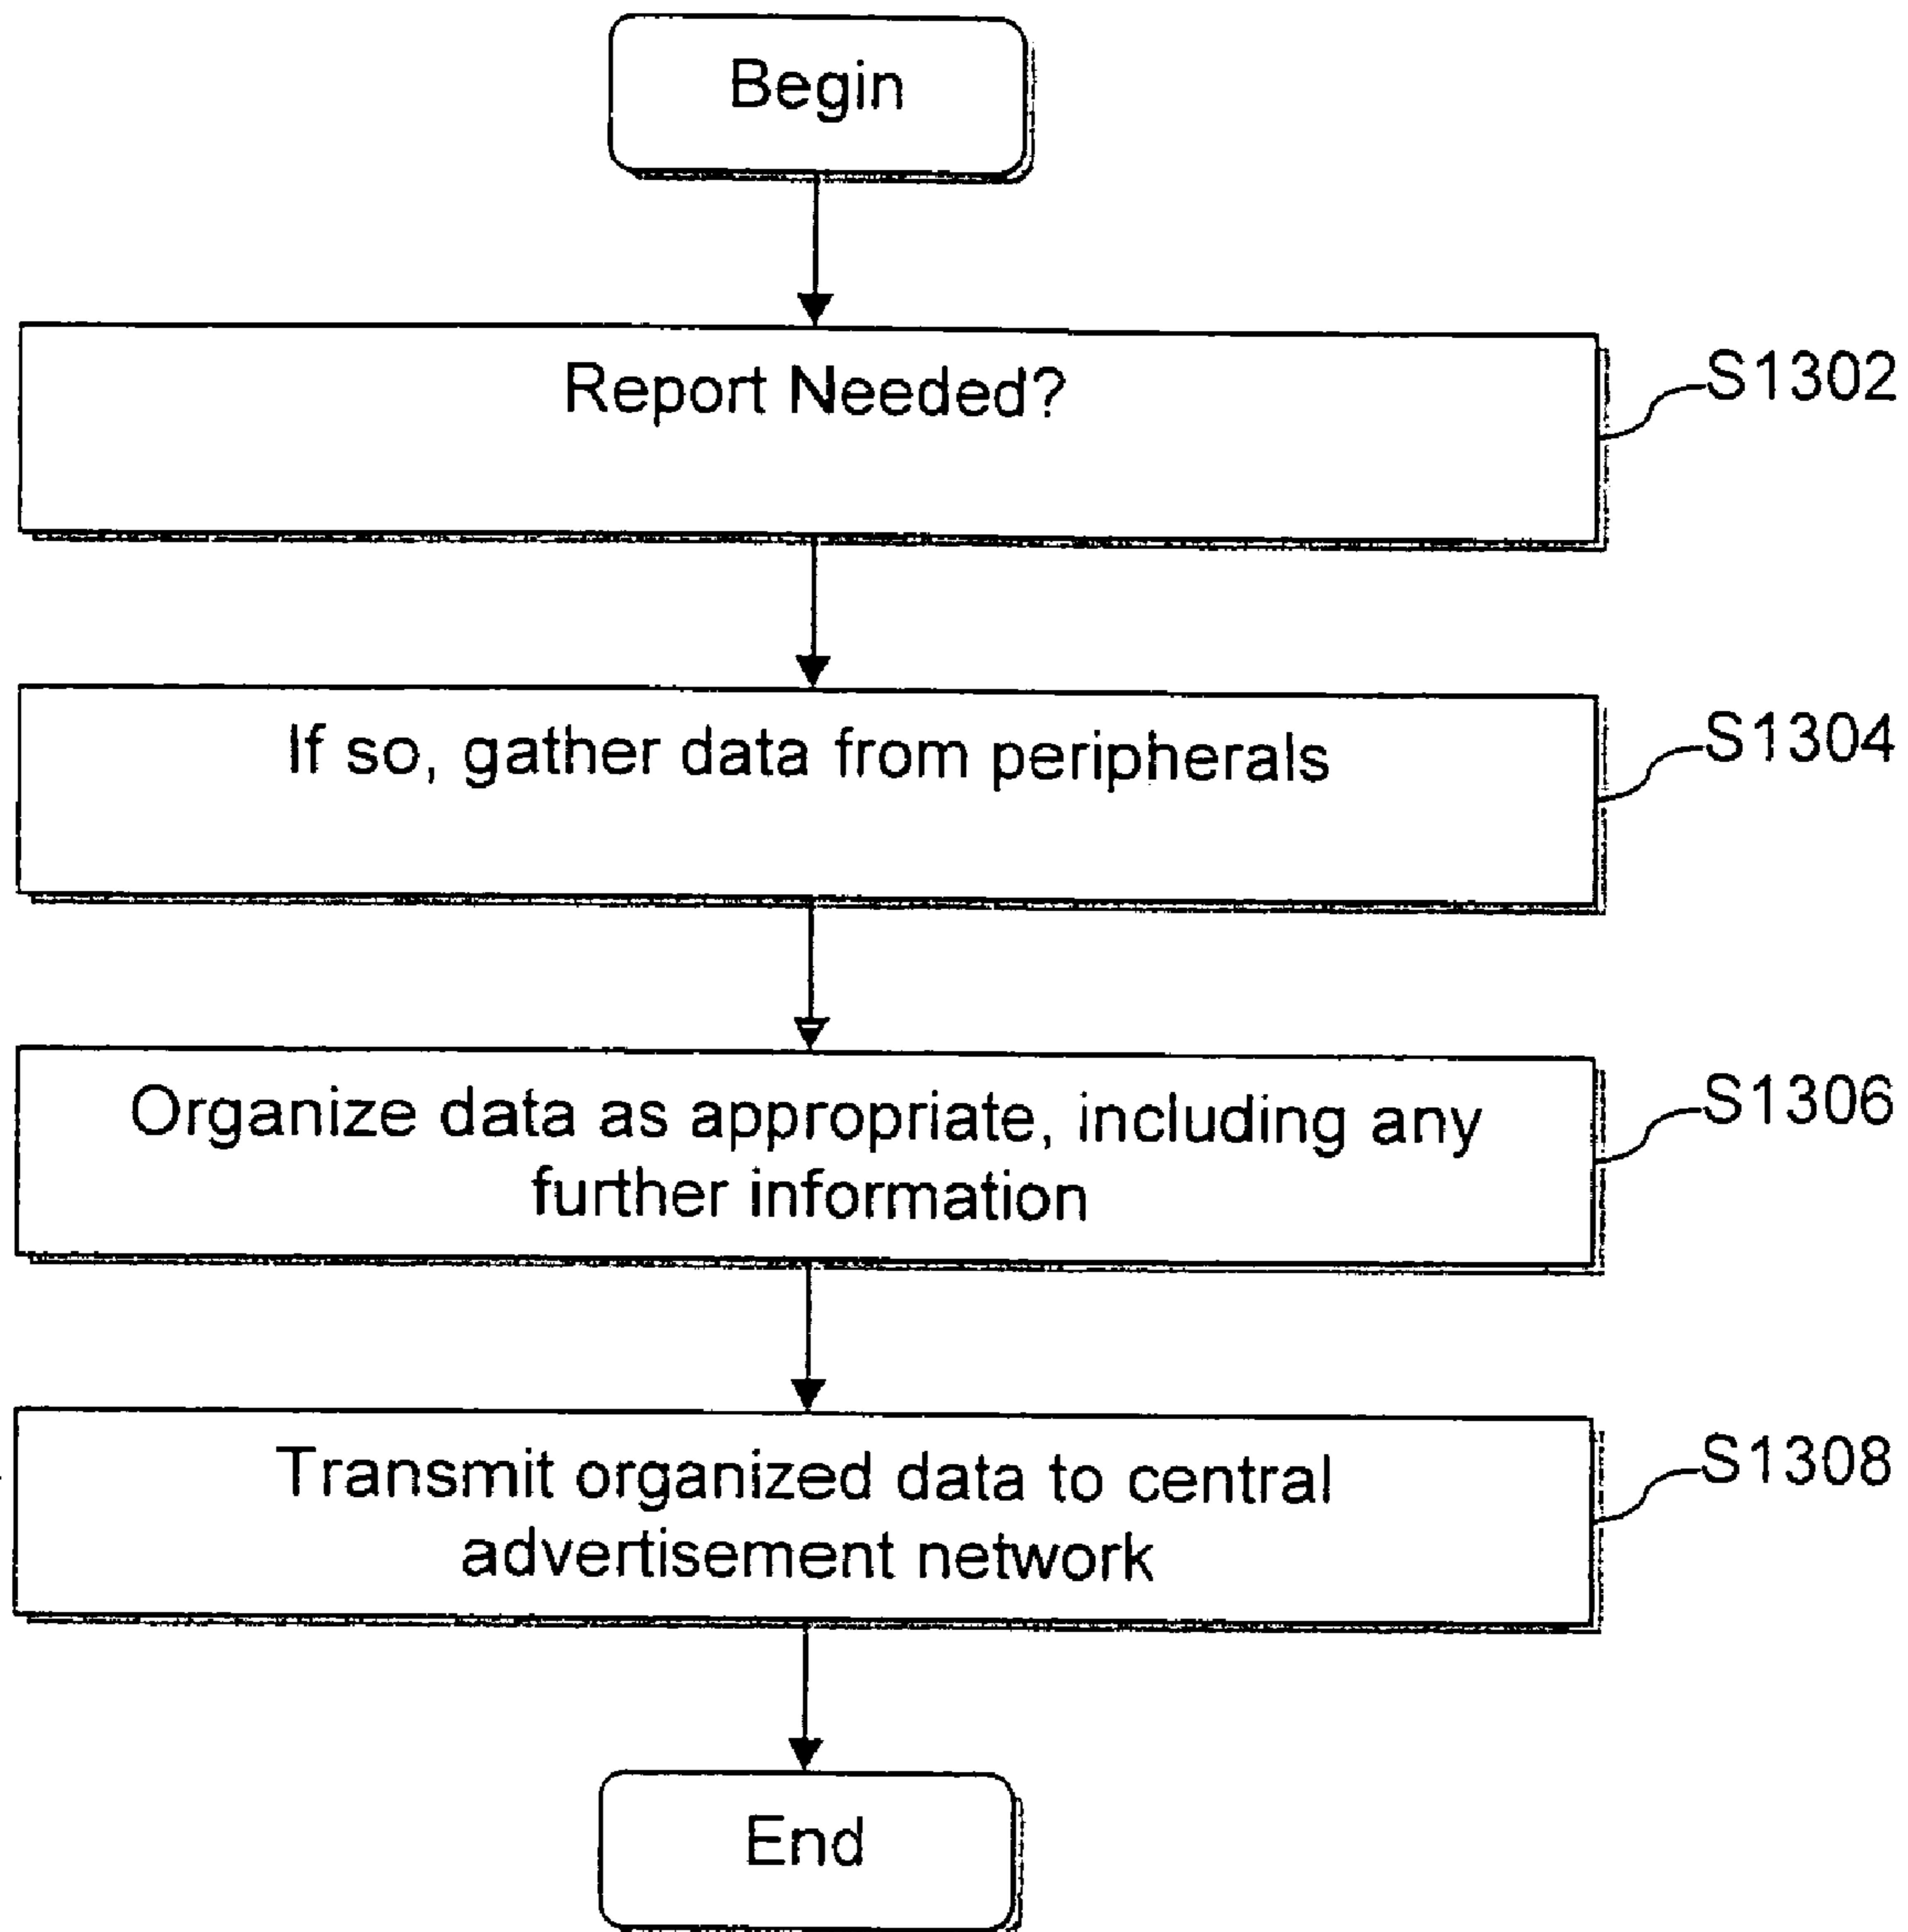 Begin
Report Needed?
S1302
If so, gather data from peripherals
S1304
Organize data as appropriate, including any
further information
S1306
Transmit organized data to central
advertisement network
S1308
End